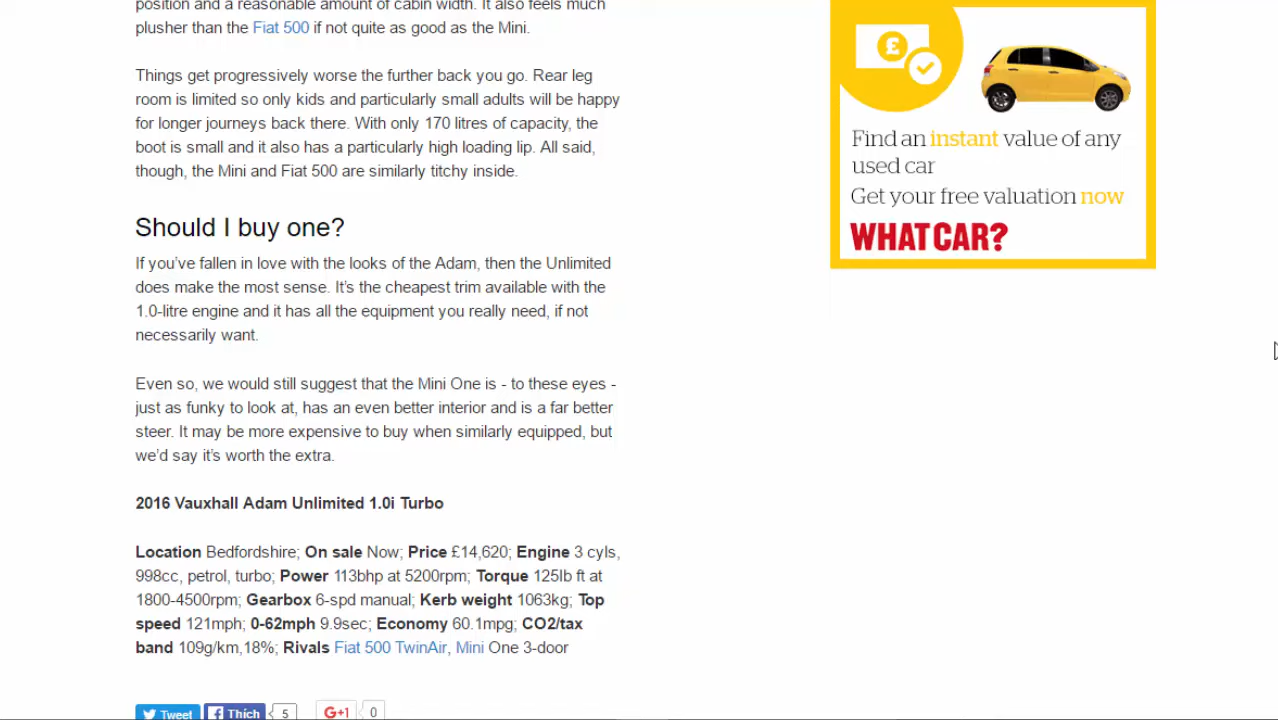 position and a reasonable amount of cabin width. It also feels much
plusher than the Fiat 500 if not quite as good as the Mini.
Things get progressively worse the further back you go. Rear leg
room is limited so only kids and particularly small adults will be happy
for longer journeys back there. With only 170 litres of capacity, the
boot is small and it also has a particularly high loading lip. All said,
though, the Mini and Fiat 500 are similarly titchy inside.
Should I buy one?
If you’ve fallen in love with the looks of the Adam, then the Unlimited
does make the most sense. It’s the cheapest trim available with the
1.0-litre engine and it has all the equipment you really need, if not
necessarily want.
Even so, we would still suggest that the Mini One is - to these eyes -
just as funky to look at, has an even better interior and is a far better
steer. It may be more expensive to buy when similarly equipped, but
we’d say it’s worth the extra.
2016 Vauxhall Adam Unlimited 1.0i Turbo
Location Bedfordshire; On sale Now; Price £14,620; Engine 3 cyls,
998cc, petrol, turbo; Power 113bhp at 5200rpm; Torque 125lb ft at
1800-4500rpm; Gearbox 6-spd manual; Kerb weight 1063kg; Top
speed 121mph; 0-62mph 9.9sec; Economy 60.1mpg; CO2/tax
band 109g/km,18%; Rivals Fiat 500 TwinAir, Mini One 3-door
Tweet Thích 5 G+1 0
£
Find an instant value of any
used car
Get your free valuation now
WHAT CAR?